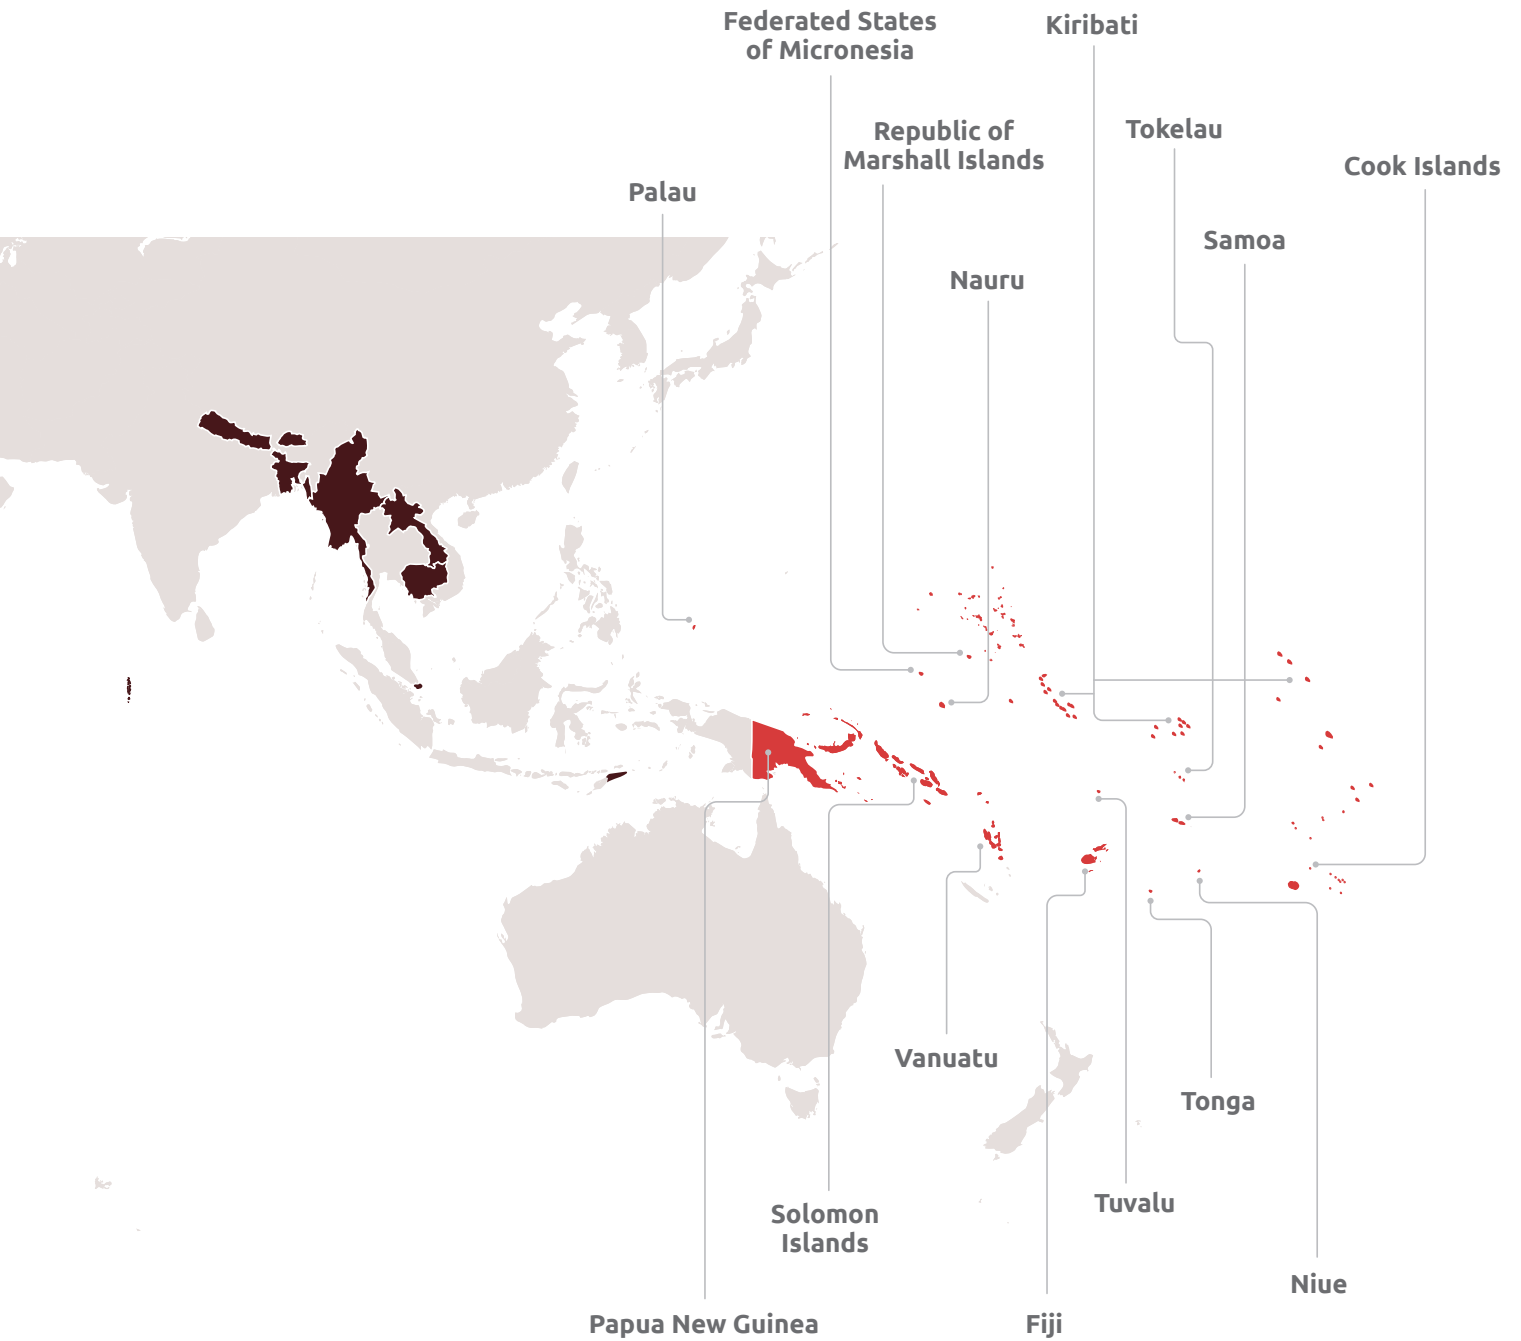 Federated States
of Micronesia
Kiribati
Republic of
Marshall Islands
Tokelau
Cook Islands
Palau
Samoa
Nauru
Vanuatu
Tonga
Solomon
Islands
Tuvalu
Niue
Papua New Guinea
Fiji